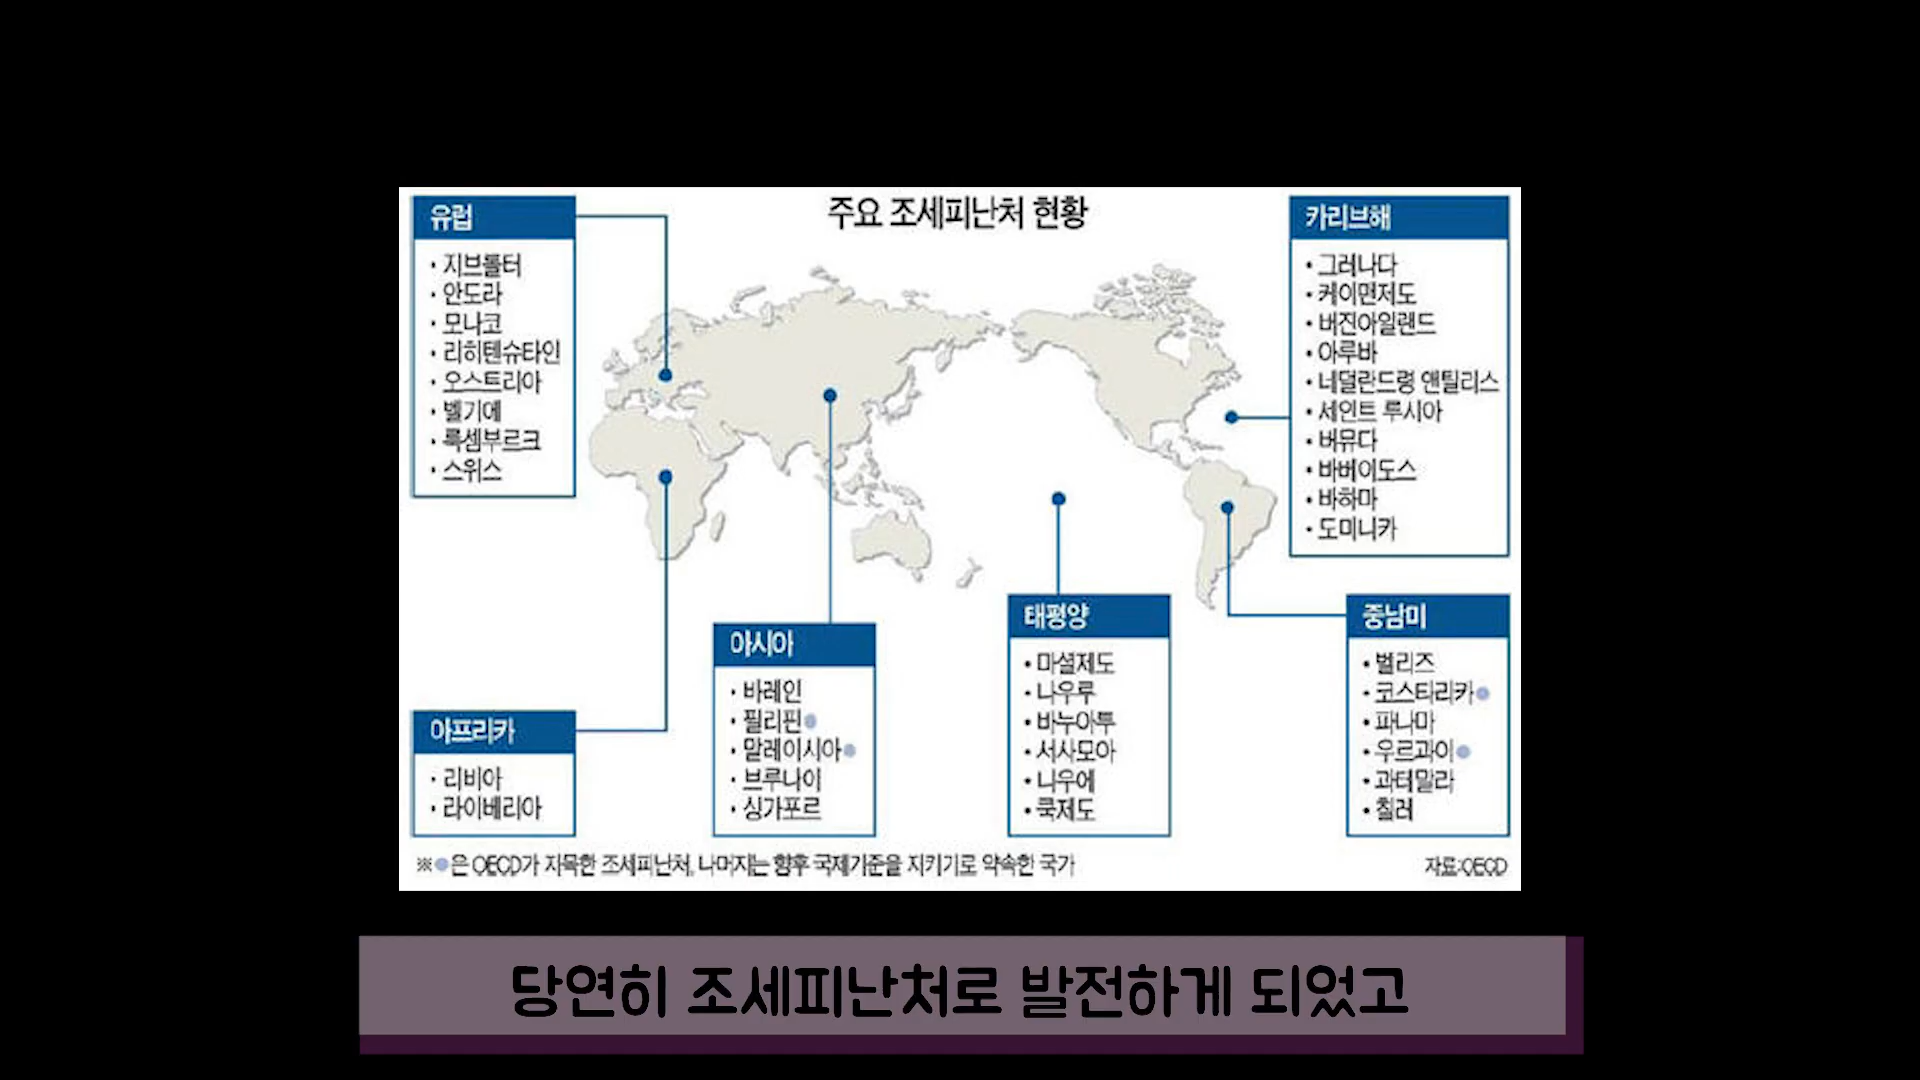 주요 조세피난처 현황
유럽
· 지브롤터
· 안도라
· 모나코
· 리히텐슈타인
· 오스트리아
· 벨기에
· 룩셈부르크
· 스위스
카리브해
· 그레나다
· 케이맨저도
· 버진아일랜드
· 아루바
· 네덜란드령 앤틸리스
· 세인트 루시아
· 버뮤다
· 바베이도스
· 바하마
· 도미니카
아프리카
· 리비아
· 라이베리아
아시아
· 바레인
· 필리핀●
· 말레이시아●
· 브루나이
· 싱가포르
태평양
· 마셜제도
· 나우루
· 바누아투
· 서사모아
· 니우에
· 쿡제도
중남미
· 벨리즈
· 코스타리카●
· 파나마
· 우르과이●
· 과테말라
· 칠레
※●은 OECD가 지목한 조세피난처, 나머지는 향후 국제기준을 지키기로 약속한 국가
자료:OECD
당연히 조세피난처로 발전하게 되었고